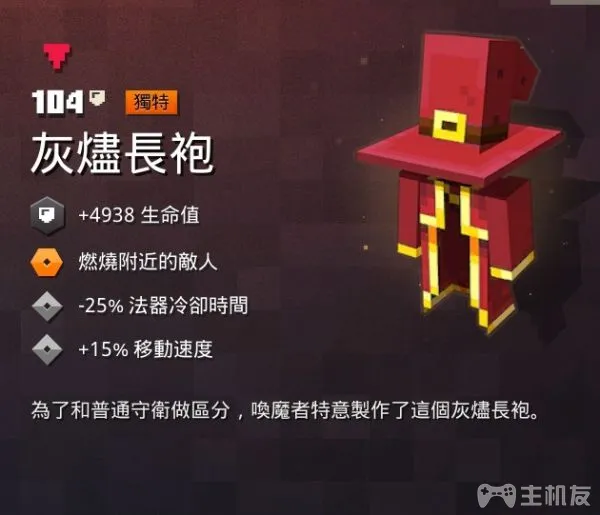 104 獨特
灰燼長袍
+4938 生命值
燃燒附近的敵人
-25% 法器冷卻時間
+15% 移動速度
為了和普通守衛做區分，喚魔者特意製作了這個灰燼長袍。
主机友